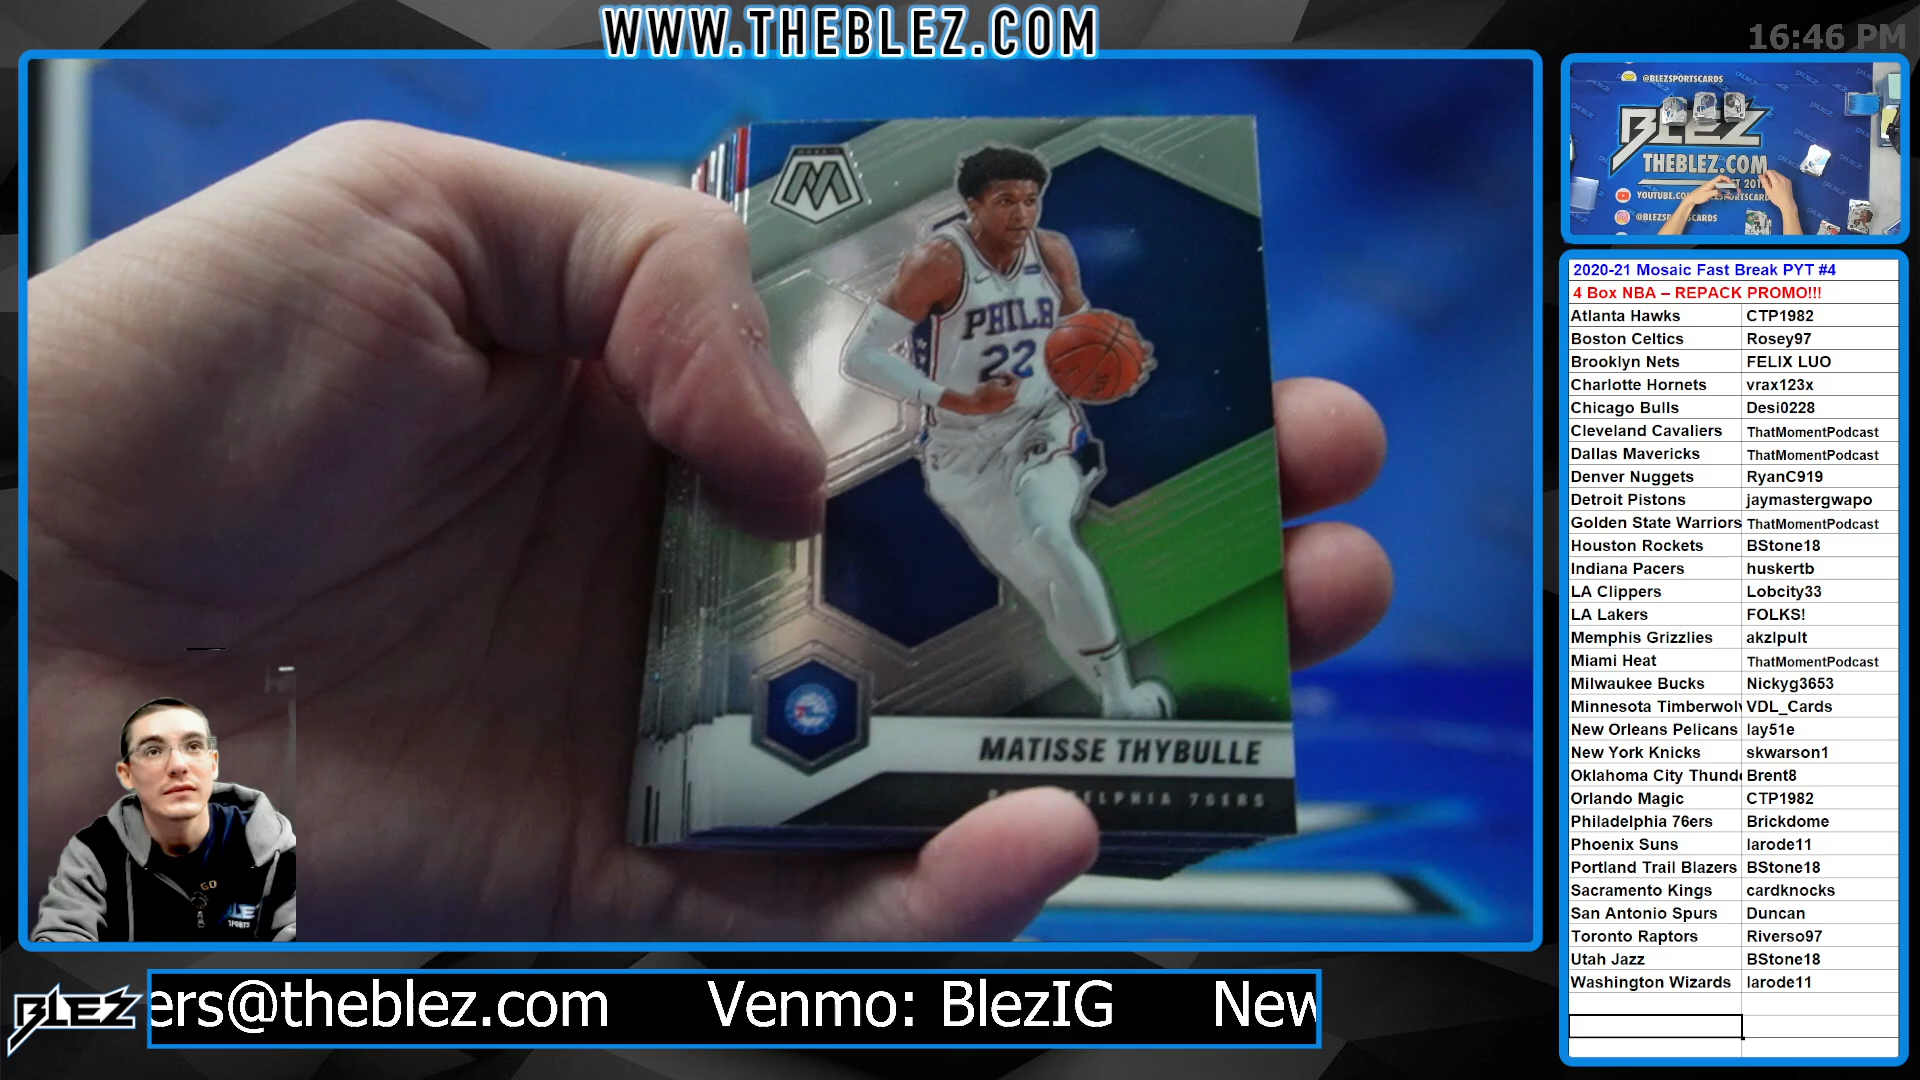 WWW.THEBLEZ.COM
16:46 PM
MOSAIC
M
PHILA
22
MATISSE THYBULLE
76ERS
@BLEZSPORTSCARDS
BLEZ
THEBLEZ.COM
2020-21 Mosaic Fast Break PYT #4
4 Box NBA – REPACK PROMO!!!
Atlanta Hawks CTP1982
Boston Celtics Rosey97
Brooklyn Nets FELIX LUO
Charlotte Hornets vrax123x
Chicago Bulls Desi0228
Cleveland Cavaliers ThatMomentPodcast
Dallas Mavericks ThatMomentPodcast
Denver Nuggets RyanC919
Detroit Pistons jaymastergwapo
Golden State Warriors ThatMomentPodcast
Houston Rockets BStone18
Indiana Pacers huskertb
LA Clippers Lobcity33
LA Lakers FOLKS!
Memphis Grizzlies akzlpult
Miami Heat ThatMomentPodcast
Milwaukee Bucks Nickyg3653
Minnesota Timberwolv VDL_Cards
New Orleans Pelicans lay51e
New York Knicks skwarson1
Oklahoma City Thunde Brent8
Orlando Magic CTP1982
Philadelphia 76ers Brickdome
Phoenix Suns larode11
Portland Trail Blazers BStone18
Sacramento Kings cardknocks
San Antonio Spurs Duncan
Toronto Raptors Riverso97
Utah Jazz BStone18
Washington Wizards larode11
BLEZ
ers@theblez.com Venmo: BlezIG New